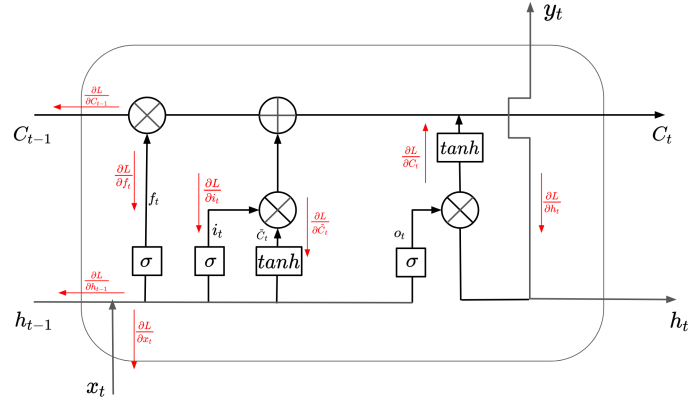 y_t
∂L/∂C_{t-1}
C_{t-1}
C_t
tanh
∂L/∂C_t
∂L/∂f_t
f_t
∂L/∂i_t
i_t
C̃_t
∂L/∂C̃_t
o_t
∂L/∂h_t
σ
σ
tanh
σ
∂L/∂h_{t-1}
h_{t-1}
h_t
∂L/∂x_t
x_t